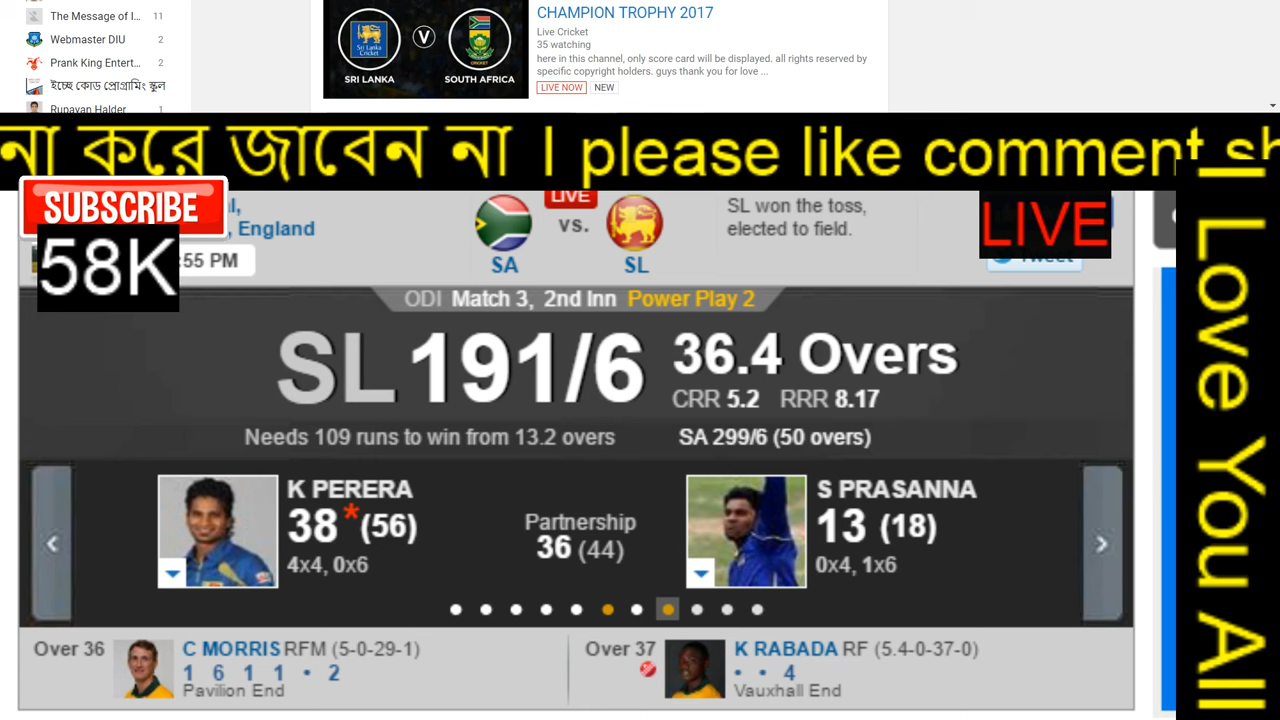 The Message of I... 11
Webmaster DIU 2
Prank King Entert... 2
ইচ্ছে কোড প্রোগ্রামিং স্কুল
Rupayan Halder 1
Sri Lanka
Cricket
V
CRICKET
SRI LANKA
SOUTH AFRICA
CHAMPION TROPHY 2017
Live Cricket
35 watching
here in this channel, only score card will be displayed. all rights reserved by
specific copyright holders. guys thank you for love ...
LIVE NOW NEW
না করে জাবেন না । please like comment sh
SUBSCRIBE
58K
l,
, England
:55 PM
LIVE
vs.
SA
SL
SL won the toss,
elected to field.
LIVE
Tweet
ODI Match 3, 2nd Inn Power Play 2
SL 191/6 36.4 Overs
CRR 5.2 RRR 8.17
Needs 109 runs to win from 13.2 overs SA 299/6 (50 overs)
K PERERA
38*(56)
4x4, 0x6
Partnership
36 (44)
S PRASANNA
13 (18)
0x4, 1x6
Over 36
C MORRIS RFM (5-0-29-1)
1 6 1 1 • 2
Pavilion End
Over 37
K RABADA RF (5.4-0-37-0)
• • 4
Vauxhall End
I Love You All